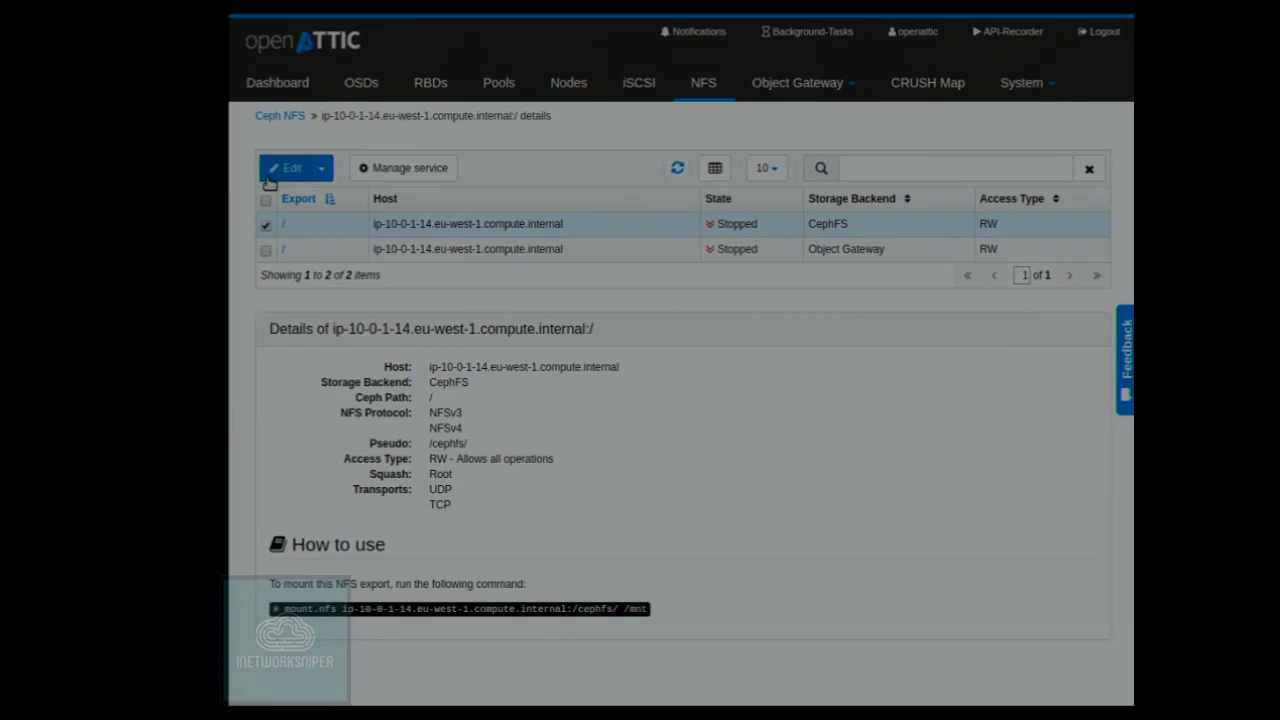 openATTIC
Notifications Background-Tasks openattic API-Recorder Logout
Dashboard OSDs RBDs Pools Nodes iSCSI NFS Object Gateway CRUSH Map System
Ceph NFS » ip-10-0-1-14.eu-west-1.compute.internal:/ details
Edit Manage service 10
Export Host State Storage Backend Access Type
/ ip-10-0-1-14.eu-west-1.compute.internal Stopped CephFS RW
/ ip-10-0-1-14.eu-west-1.compute.internal Stopped Object Gateway RW
Showing 1 to 2 of 2 items « ‹ 1 of 1 › »
Feedback
Details of ip-10-0-1-14.eu-west-1.compute.internal:/
Host: ip-10-0-1-14.eu-west-1.compute.internal
Storage Backend: CephFS
Ceph Path: /
NFS Protocol: NFSv3
NFSv4
Pseudo: /cephfs/
Access Type: RW - Allows all operations
Squash: Root
Transports: UDP
TCP
How to use
To mount this NFS export, run the following command:
# mount.nfs ip-10-0-1-14.eu-west-1.compute.internal:/cephfs/ /mnt
INETWORKSNIPER